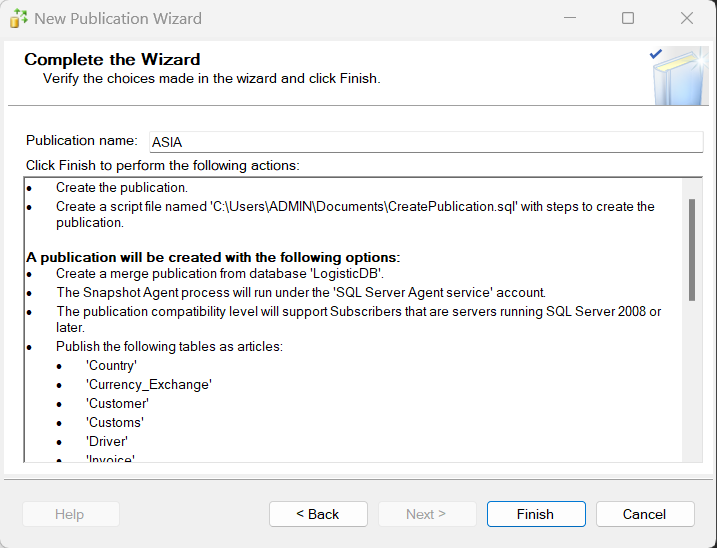 New Publication Wizard
Complete the Wizard
Verify the choices made in the wizard and click Finish.
Publication name: ASIA
Click Finish to perform the following actions:
• Create the publication.
• Create a script file named 'C:\Users\ADMIN\Documents\CreatePublication.sql' with steps to create the
publication.
A publication will be created with the following options:
• Create a merge publication from database 'LogisticDB'.
• The Snapshot Agent process will run under the 'SQL Server Agent service' account.
• The publication compatibility level will support Subscribers that are servers running SQL Server 2008 or
later.
• Publish the following tables as articles:
• 'Country'
• 'Currency_Exchange'
• 'Customer'
• 'Customs'
• 'Driver'
• 'Invoice'
Help
< Back
Next >
Finish
Cancel